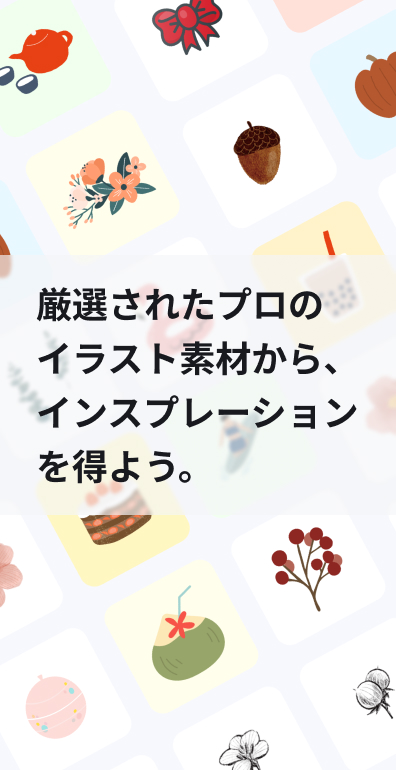 厳選されたプロの
イラスト素材から、
インスプレーション
を得よう。